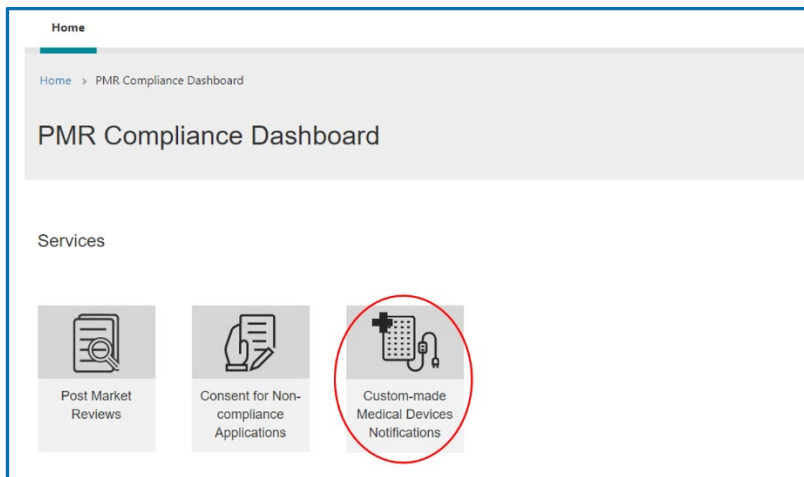 Home
Home > PMR Compliance Dashboard
PMR Compliance Dashboard
Services
Post Market
Reviews
Consent for Non-
compliance
Applications
Custom-made
Medical Devices
Notifications